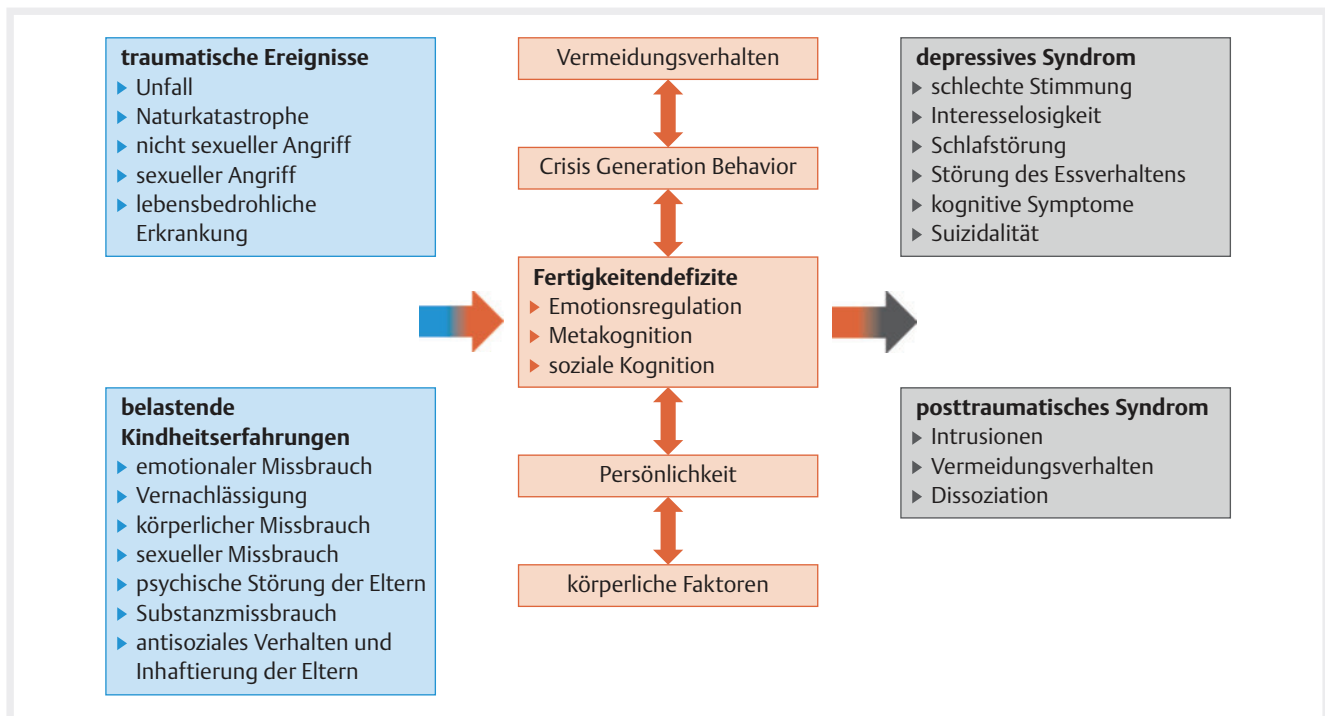 traumatische Ereignisse
▶ Unfall
▶ Naturkatastrophe
▶ nicht sexueller Angriff
▶ sexueller Angriff
▶ lebensbedrohliche
Erkrankung
belastende
Kindheitserfahrungen
▶ emotionaler Missbrauch
▶ Vernachlässigung
▶ körperlicher Missbrauch
▶ sexueller Missbrauch
▶ psychische Störung der Eltern
▶ Substanzmissbrauch
▶ antisoziales Verhalten und
Inhaftierung der Eltern
Vermeidungsverhalten
Crisis Generation Behavior
Fertigkeitendefizite
▶ Emotionsregulation
▶ Metakognition
▶ soziale Kognition
Persönlichkeit
körperliche Faktoren
depressives Syndrom
▶ schlechte Stimmung
▶ Interesselosigkeit
▶ Schlafstörung
▶ Störung des Essverhaltens
▶ kognitive Symptome
▶ Suizidalität
posttraumatisches Syndrom
▶ Intrusionen
▶ Vermeidungsverhalten
▶ Dissoziation